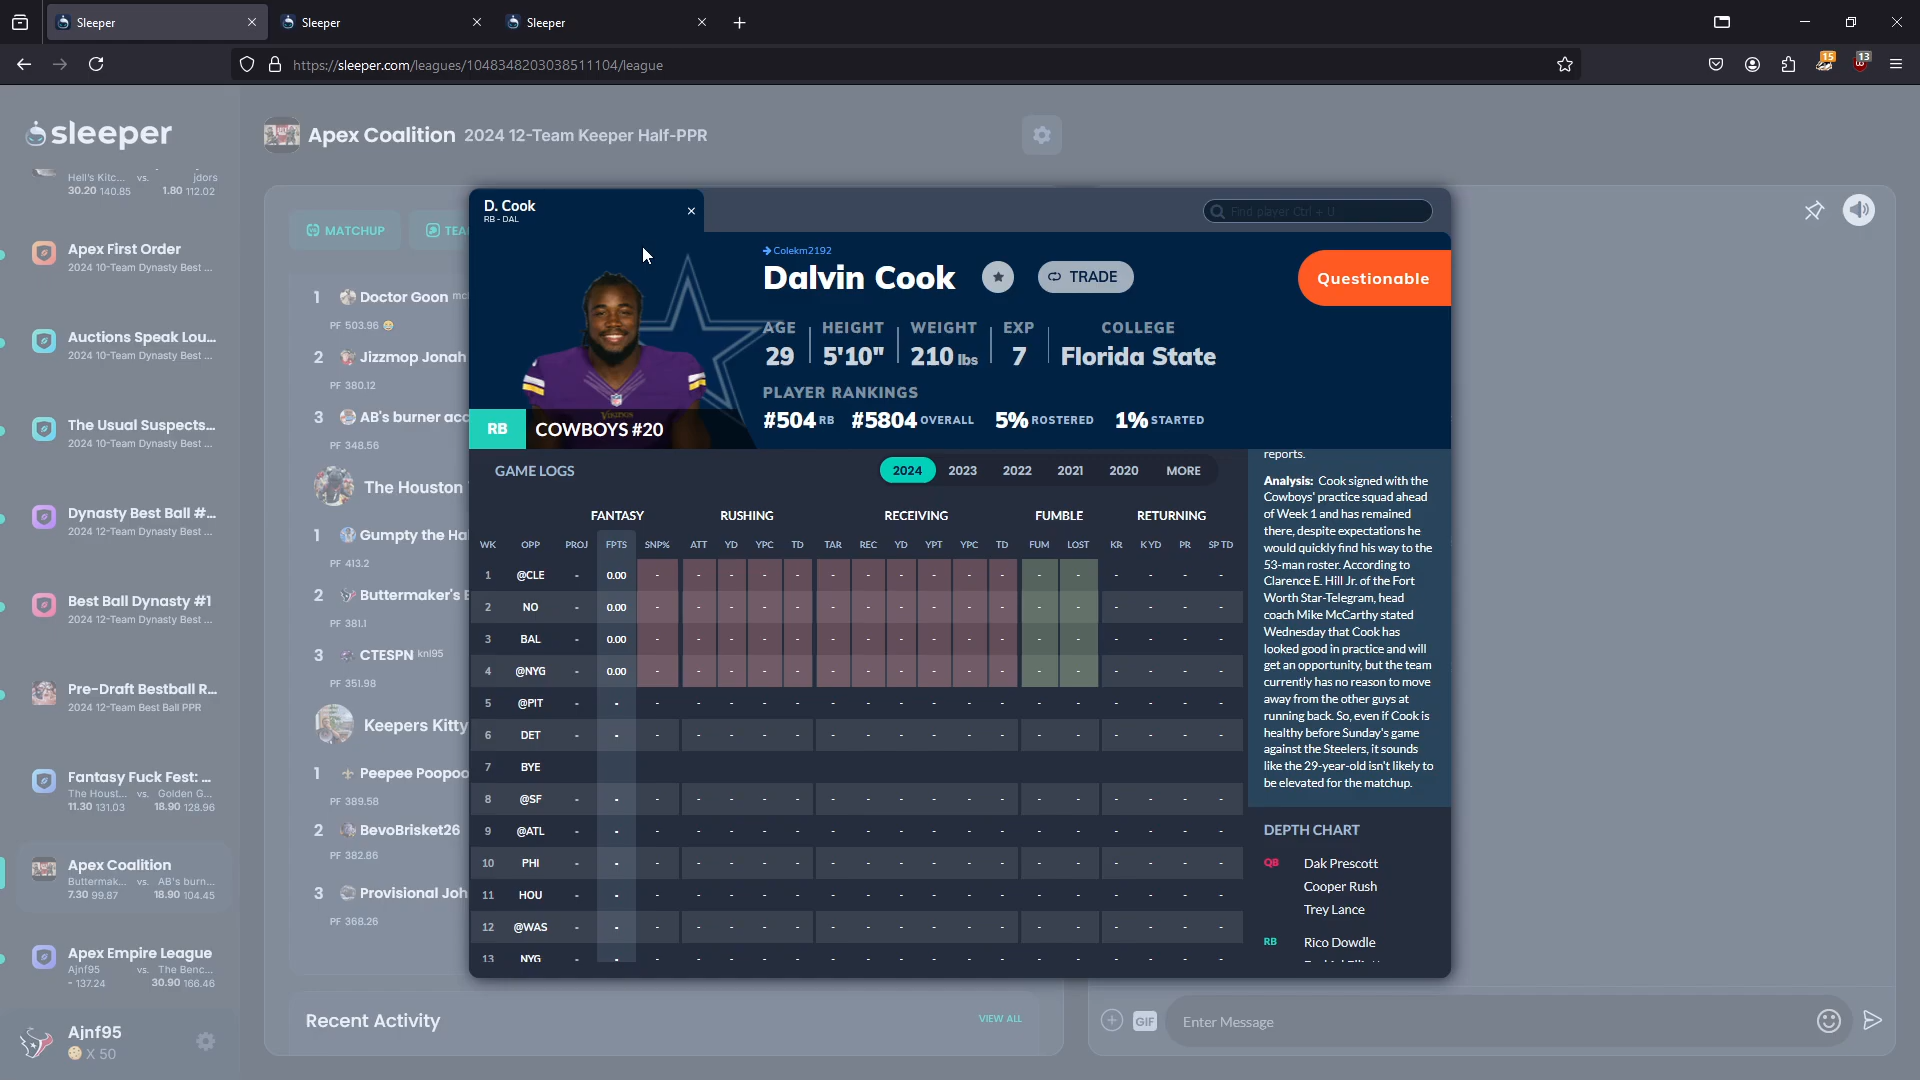 Sleeper
Sleeper
Sleeper
https://sleeper.com/leagues/1048348203038511104/league
15
13
sleeper
Hell's Kitc... vs. jdors
30.20 140.85 1.80 112.02
Apex First Order
2024 10-Team Dynasty Best ...
Auctions Speak Lou...
2024 10-Team Dynasty Best ...
The Usual Suspects...
2024 10-Team Dynasty Best ...
Dynasty Best Ball #...
2024 12-Team Dynasty Best ...
Best Ball Dynasty #1
2024 12-Team Dynasty Best ...
Pre-Draft Bestball R...
2024 12-Team Best Ball PPR
Fantasy Fuck Fest: ...
The Houst... vs. Golden G...
11.30 131.03 18.90 128.96
Apex Coalition
Buttermak... vs. AB's burn...
7.30 99.87 18.90 104.45
Apex Empire League
Ajnf95 vs. The Benc...
- 137.24 30.90 166.46
Ajnf95
X 50
Apex Coalition 2024 12-Team Keeper Half-PPR
MATCHUP
TEA
1 Doctor Goon
PF 503.96 😂
2 Jizzmop Jonah
PF 380.12
3 AB's burner acc
PF 348.56
The Houston
1 Gumpty the Ha
PF 413.2
2 Buttermaker's B
PF 381.1
3 CTESPN knl95
PF 351.98
Keepers Kitty
1 Peepee Poopoo
PF 389.58
2 BevoBrisket26
PF 382.86
3 Provisional Joh
PF 368.26
Recent Activity VIEW ALL
D. Cook
RB - DAL
Find player Ctrl + U
Colekm2192
Dalvin Cook TRADE
Questionable
AGE HEIGHT WEIGHT EXP COLLEGE
29 5'10" 210 lbs 7 Florida State
PLAYER RANKINGS
#504 RB #5804 OVERALL 5% ROSTERED 1% STARTED
VIKINGS
RB COWBOYS #20
GAME LOGS 2024 2023 2022 2021 2020 MORE
FANTASY RUSHING RECEIVING FUMBLE RETURNING
WK OPP PROJ FPTS SNP% ATT YD YPC TD TAR REC YD YPT YPC TD FUM LOST KR K YD PR SP TD
1 @CLE - 0.00 - - - - - - - - - - - - - - - - -
2 NO - 0.00 - - - - - - - - - - - - - - - - -
3 BAL - 0.00 - - - - - - - - - - - - - - - - -
4 @NYG - 0.00 - - - - - - - - - - - - - - - - -
5 @PIT - - - - - - - - - - - - - - - - - - -
6 DET - - - - - - - - - - - - - - - - - - -
7 BYE
8 @SF - - - - - - - - - - - - - - - - - - -
9 @ATL - - - - - - - - - - - - - - - - - - -
10 PHI - - - - - - - - - - - - - - - - - - -
11 HOU - - - - - - - - - - - - - - - - - - -
12 @WAS - - - - - - - - - - - - - - - - - - -
13 NYG - - - - - - - - - - - - - - - - - - -
reports.
Analysis: Cook signed with the
Cowboys' practice squad ahead
of Week 1 and has remained
there, despite expectations he
would quickly find his way to the
53-man roster. According to
Clarence E. Hill Jr. of the Fort
Worth Star-Telegram, head
coach Mike McCarthy stated
Wednesday that Cook has
looked good in practice and will
get an opportunity, but the team
currently has no reason to move
away from the other guys at
running back. So, even if Cook is
healthy before Sunday's game
against the Steelers, it sounds
like the 29-year-old isn't likely to
be elevated for the matchup.
DEPTH CHART
QB Dak Prescott
Cooper Rush
Trey Lance
RB Rico Dowdle
GIF Enter Message